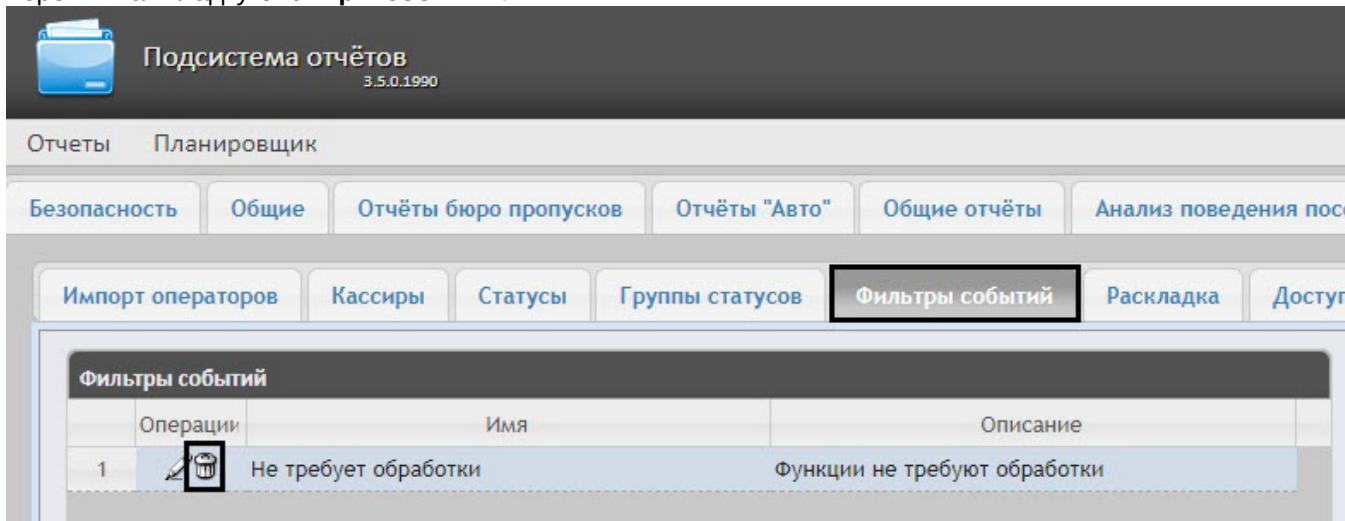 Подсистема отчётов
3.5.0.1990
Отчеты Планировщик
Безопасность Общие Отчёты бюро пропусков Отчёты "Авто" Общие отчёты Анализ поведения
Импорт операторов Кассиры Статусы Группы статусов Фильтры событий Раскладка
Фильтры событий
Операции Имя Описание
1 Не требует обработки Функции не требуют обработки